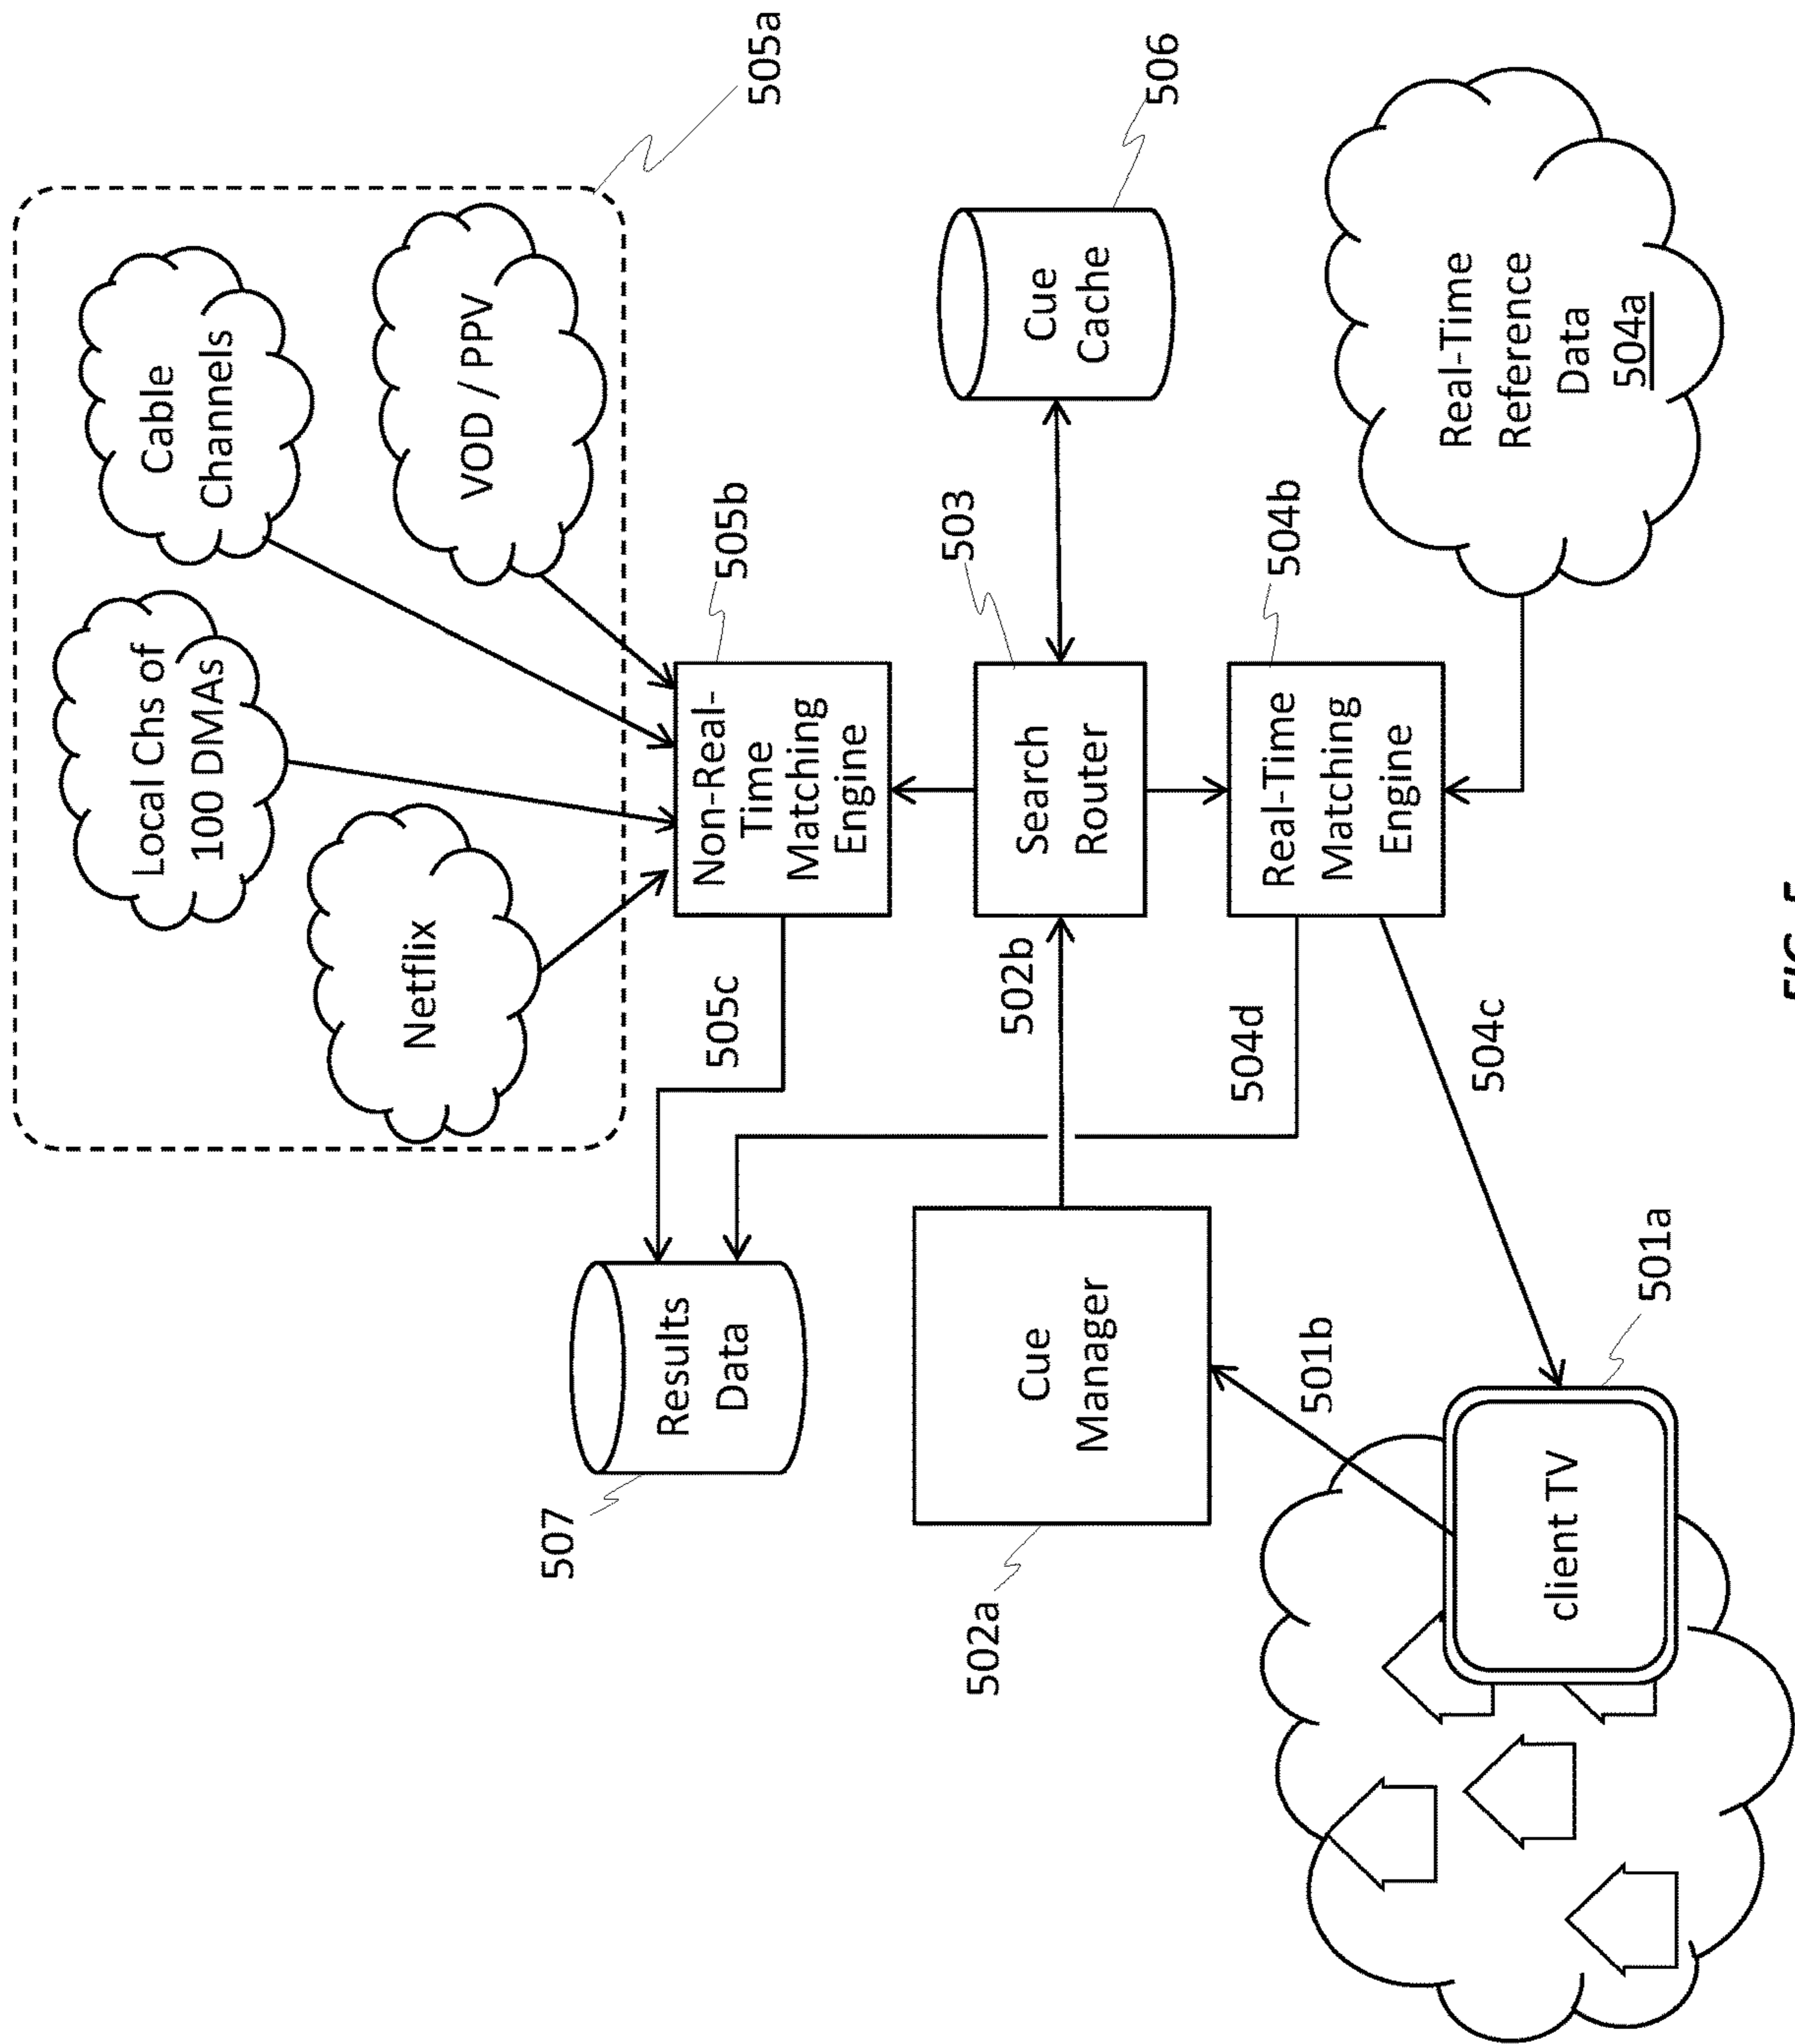 Local Chs of
100 DMAs
Cable
Channels
Netflix
VOD / PPV
505a
507
Results
Data
505c
Non-Real-
Time
Matching
Engine
505b
502a
Cue
Manager
502b
Search
Router
503
Cue
Cache
506
504d
Real-Time
Matching
Engine
504b
501b
504c
client TV
501a
Real-Time
Reference
Data
504a
FIG. 5